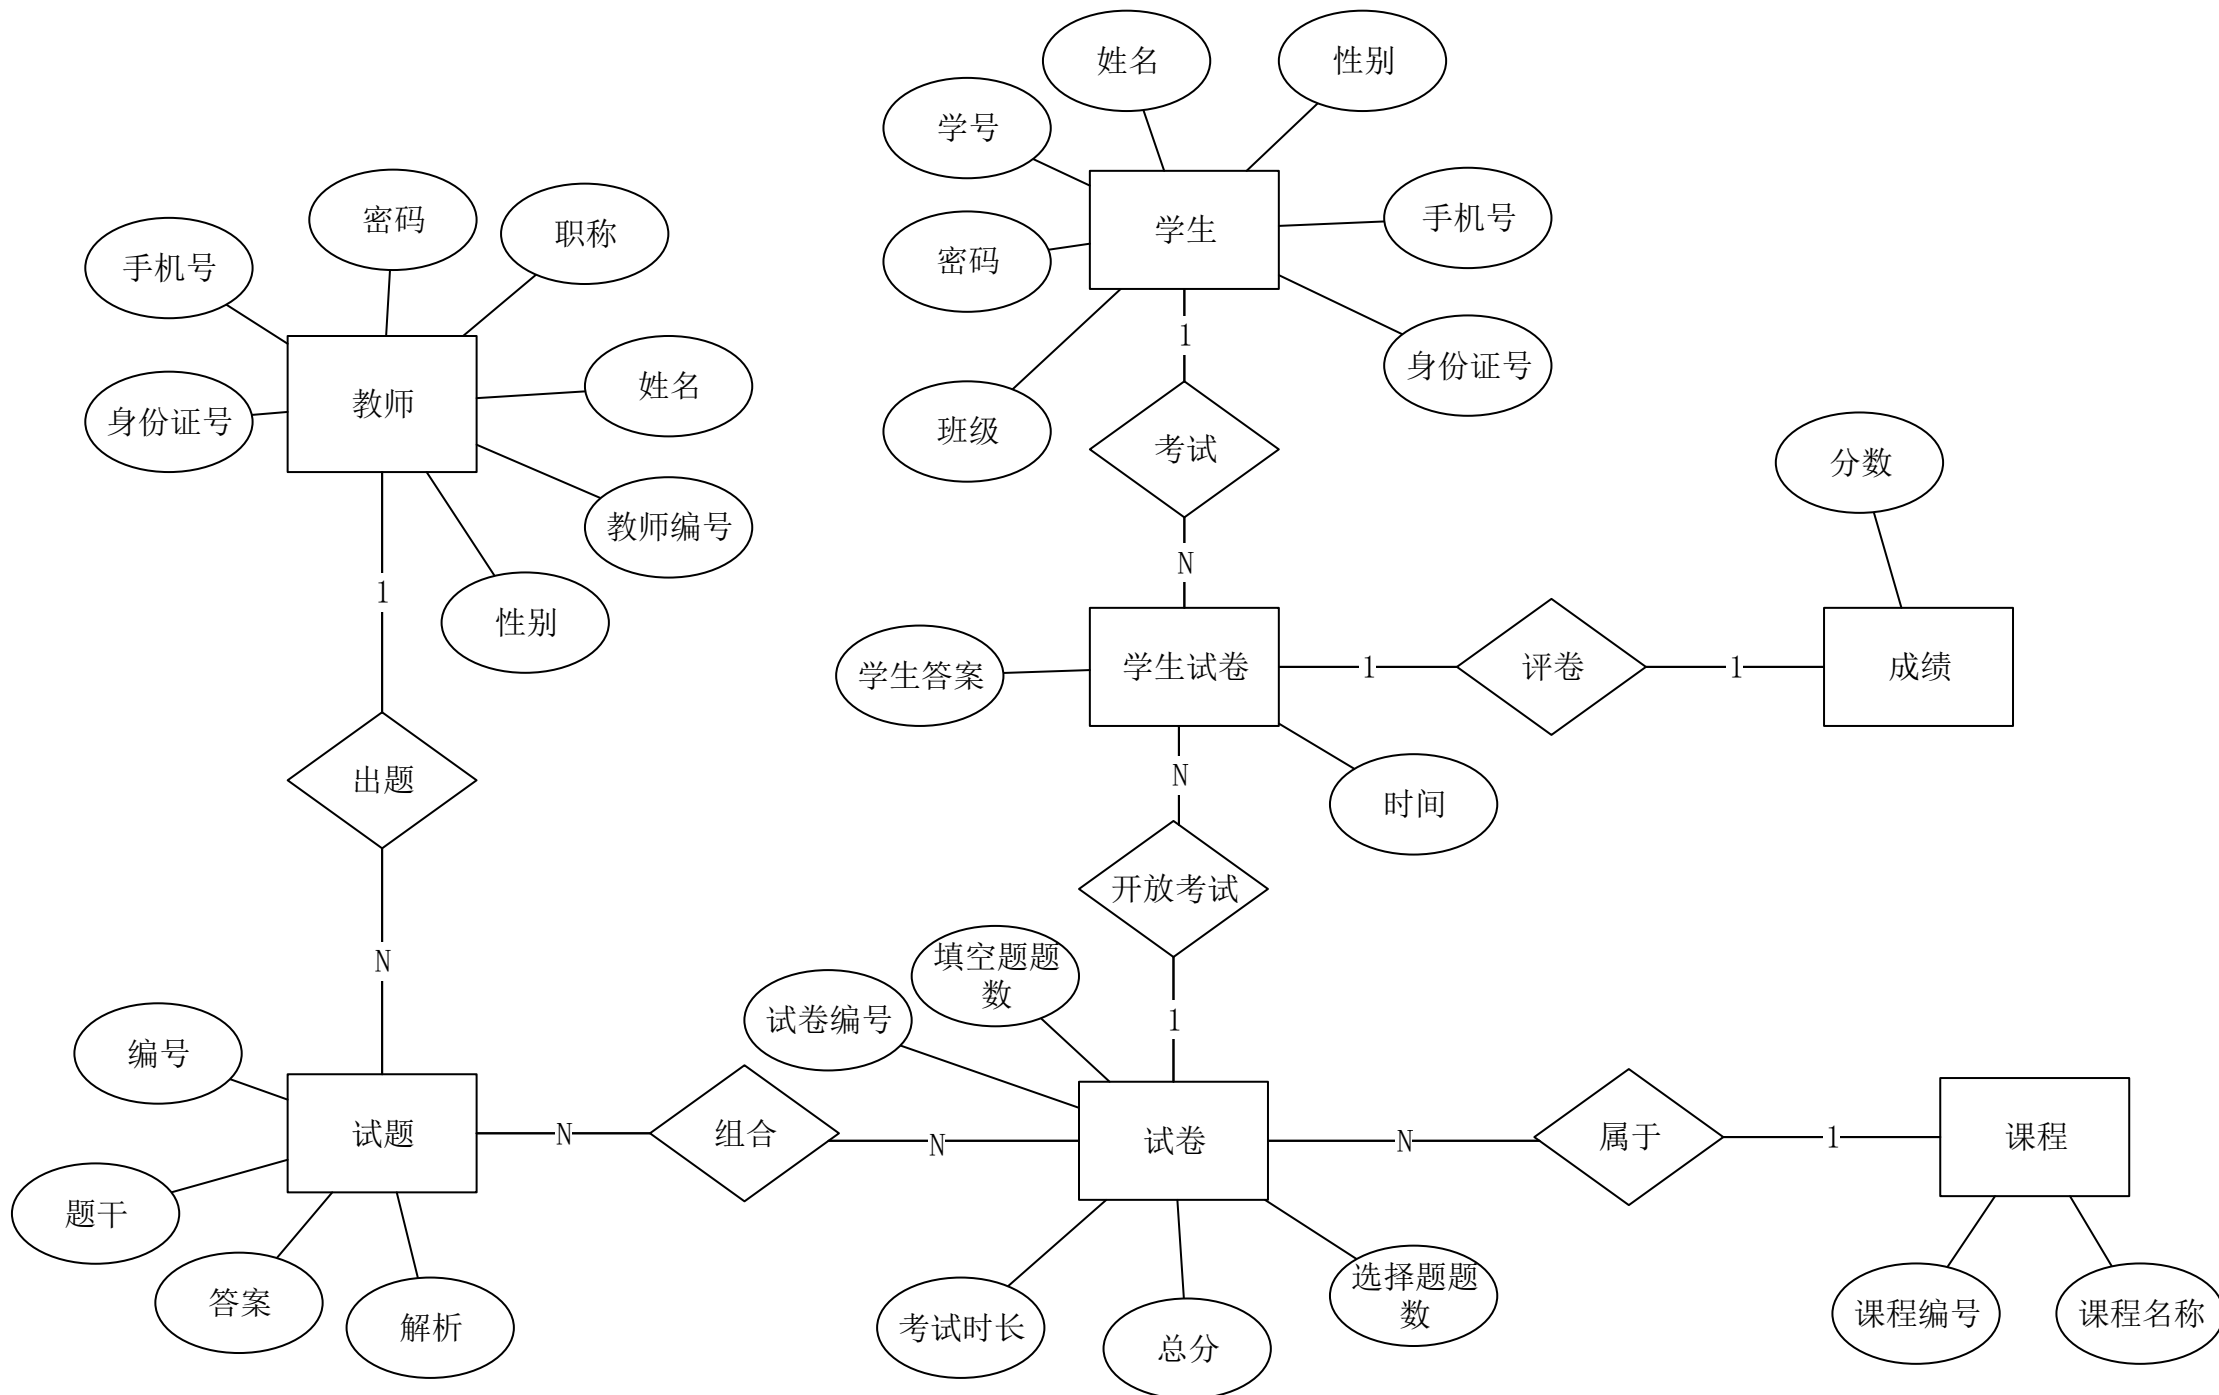 姓名
性别
学号
密码
职称
手机号
学生
手机号
密码
手机号
1
身份证号
姓名
教师
身份证号
班级
考试
分数
教师编号
N
1
性别
学生答案
学生试卷
1
评卷
1
成绩
N
出题
时间
开放考试
填空题题
数
N
试卷编号
1
编号
试题
N
组合
N
试卷
N
属于
1
课程
题干
答案
解析
考试时长
总分
选择题题
数
课程编号
课程名称